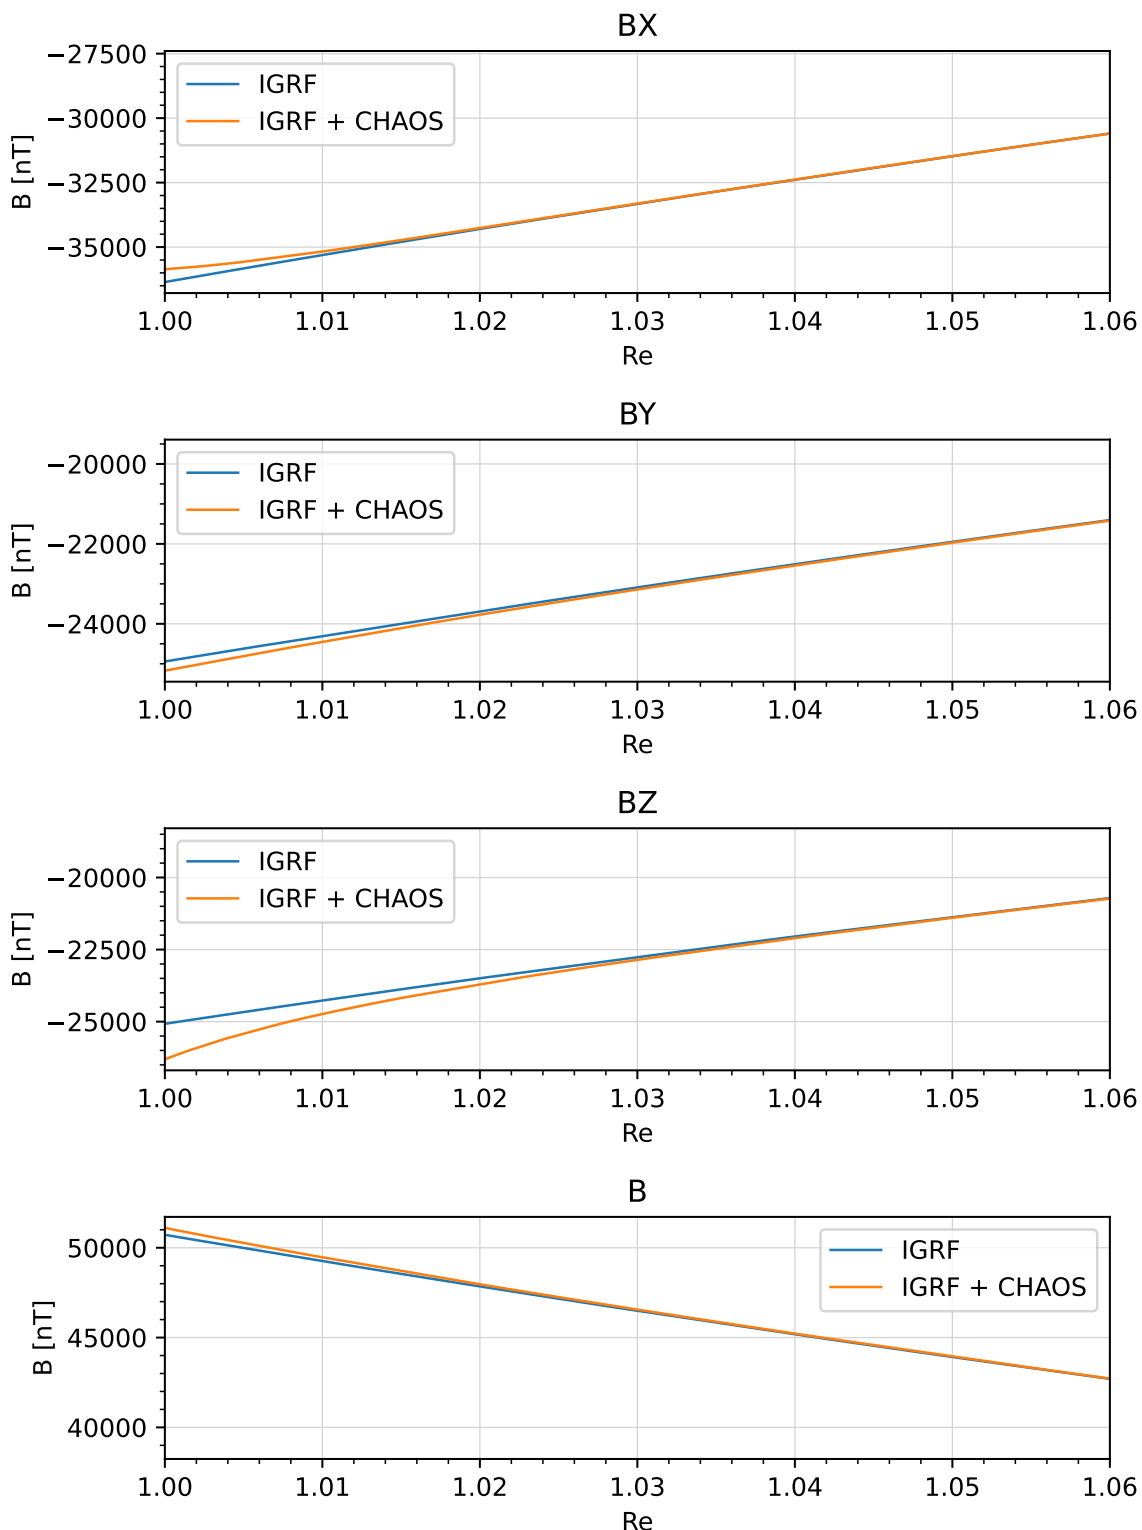 BX
−27500
−30000
−32500
−35000
B [nT]
IGRF
IGRF + CHAOS
1.00 1.01 1.02 1.03 1.04 1.05 1.06
Re
BY
−20000
−22000
−24000
B [nT]
IGRF
IGRF + CHAOS
1.00 1.01 1.02 1.03 1.04 1.05 1.06
Re
BZ
−20000
−22500
−25000
B [nT]
IGRF
IGRF + CHAOS
1.00 1.01 1.02 1.03 1.04 1.05 1.06
Re
B
50000
45000
40000
B [nT]
IGRF
IGRF + CHAOS
1.00 1.01 1.02 1.03 1.04 1.05 1.06
Re